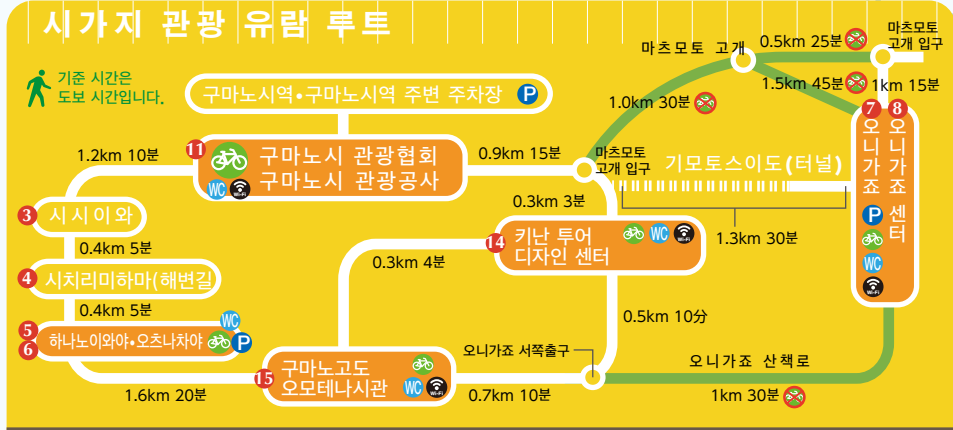 시가지 관광 유람 루트
기준 시간은
도보 시간입니다.
구마노시역•구마노시역 주변 주차장 P
11
구마노시 관광협회
구마노시 관광공사
WC Wi-Fi
1.2km 10분
0.9km 15분
마츠모토 고개
0.5km 25분
마츠모토
고개 입구
1.5km 45분
1km 15분
1.0km 30분
마츠모토
고개 입구
기모토스이도(터널)
1.3km 30분
7 오니가죠
8 오니가죠 센터
P
WC
Wi-Fi
3 시시이와
0.4km 5분
4 시치리미하마(해변길
0.4km 5분
5
6
하나노이와야•오츠나차야
WC
P
1.6km 20분
15
구마노고도
오모테나시관
WC Wi-Fi
0.3km 4분
0.3km 3분
14
키난 투어
디자인 센터
WC Wi-Fi
0.5km 10分
오니가죠 서쪽출구
0.7km 10분
오니가죠 산책로
1km 30분